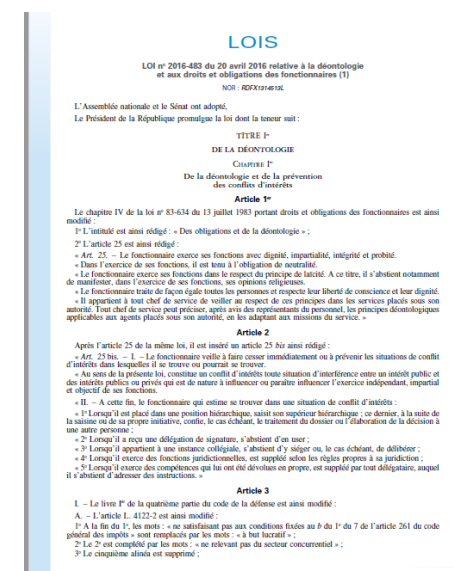 LOIS
LOI nº 2016-483 du 20 avril 2016 relative à la déontologie
et aux droits et obligations des fonctionnaires (1)
NOR : RDFX1314513L
L'Assemblée nationale et le Sénat ont adopté,
Le Président de la République promulgue la loi dont la teneur suit :
TITRE Ier
DE LA DÉONTOLOGIE
CHAPITRE Ier
De la déontologie et de la prévention
des conflits d'intérêts
Article 1er
Le chapitre IV de la loi nº 83-634 du 13 juillet 1983 portant droits et obligations des fonctionnaires est ainsi
modifié :
1º L'intitulé est ainsi rédigé : « Des obligations et de la déontologie » ;
2º L'article 25 est ainsi rédigé :
« Art. 25. – Le fonctionnaire exerce ses fonctions avec dignité, impartialité, intégrité et probité.
« Dans l'exercice de ses fonctions, il est tenu à l'obligation de neutralité.
« Le fonctionnaire exerce ses fonctions dans le respect du principe de laïcité. A ce titre, il s'abstient notamment
de manifester, dans l'exercice de ses fonctions, ses opinions religieuses.
« Le fonctionnaire traite de façon égale toutes les personnes et respecte leur liberté de conscience et leur dignité.
« Il appartient à tout chef de service de veiller au respect de ces principes dans les services placés sous son
autorité. Tout chef de service peut préciser, après avis des représentants du personnel, les principes déontologiques
applicables aux agents placés sous son autorité, en les adaptant aux missions du service. »
Article 2
Après l'article 25 de la même loi, il est inséré un article 25 bis ainsi rédigé :
« Art. 25 bis. – I. – Le fonctionnaire veille à faire cesser immédiatement ou à prévenir les situations de conflit
d'intérêts dans lesquelles il se trouve ou pourrait se trouver.
« Au sens de la présente loi, constitue un conflit d'intérêts toute situation d'interférence entre un intérêt public et
des intérêts publics ou privés qui est de nature à influencer ou paraître influencer l'exercice indépendant, impartial
et objectif de ses fonctions.
« II. – A cette fin, le fonctionnaire qui estime se trouver dans une situation de conflit d'intérêts :
« 1º Lorsqu'il est placé dans une position hiérarchique, saisit son supérieur hiérarchique ; ce dernier, à la suite de
la saisine ou de sa propre initiative, confie, le cas échéant, le traitement du dossier ou l'élaboration de la décision à
une autre personne ;
« 2º Lorsqu'il a reçu une délégation de signature, s'abstient d'en user ;
« 3º Lorsqu'il appartient à une instance collégiale, s'abstient d'y siéger ou, le cas échéant, de délibérer ;
« 4º Lorsqu'il exerce des fonctions juridictionnelles, est suppléé selon les règles propres à sa juridiction ;
« 5º Lorsqu'il exerce des compétences qui lui ont été dévolues en propre, est suppléé par tout délégataire, auquel
il s'abstient d'adresser des instructions. »
Article 3
I. – Le livre Ier de la quatrième partie du code de la défense est ainsi modifié :
A. – L'article L. 4122-2 est ainsi modifié :
1º A la fin du 1º, les mots : « ne satisfaisant pas aux conditions fixées au b du 1º du 7 de l'article 261 du code
général des impôts » sont remplacés par les mots : « à but lucratif » ;
2º Le 2º est complété par les mots : « ne relevant pas du secteur concurrentiel » ;
3º Le cinquième alinéa est supprimé ;